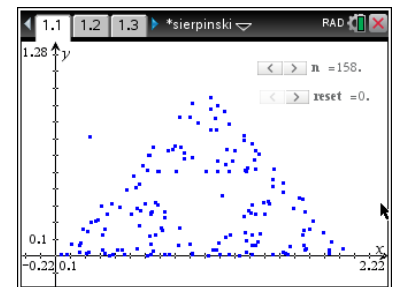 1.1 1.2 1.3 *sierpinski RAD
1.28 y
n =158.
reset =0.
0.1
x
-0.22 0.1 2.22